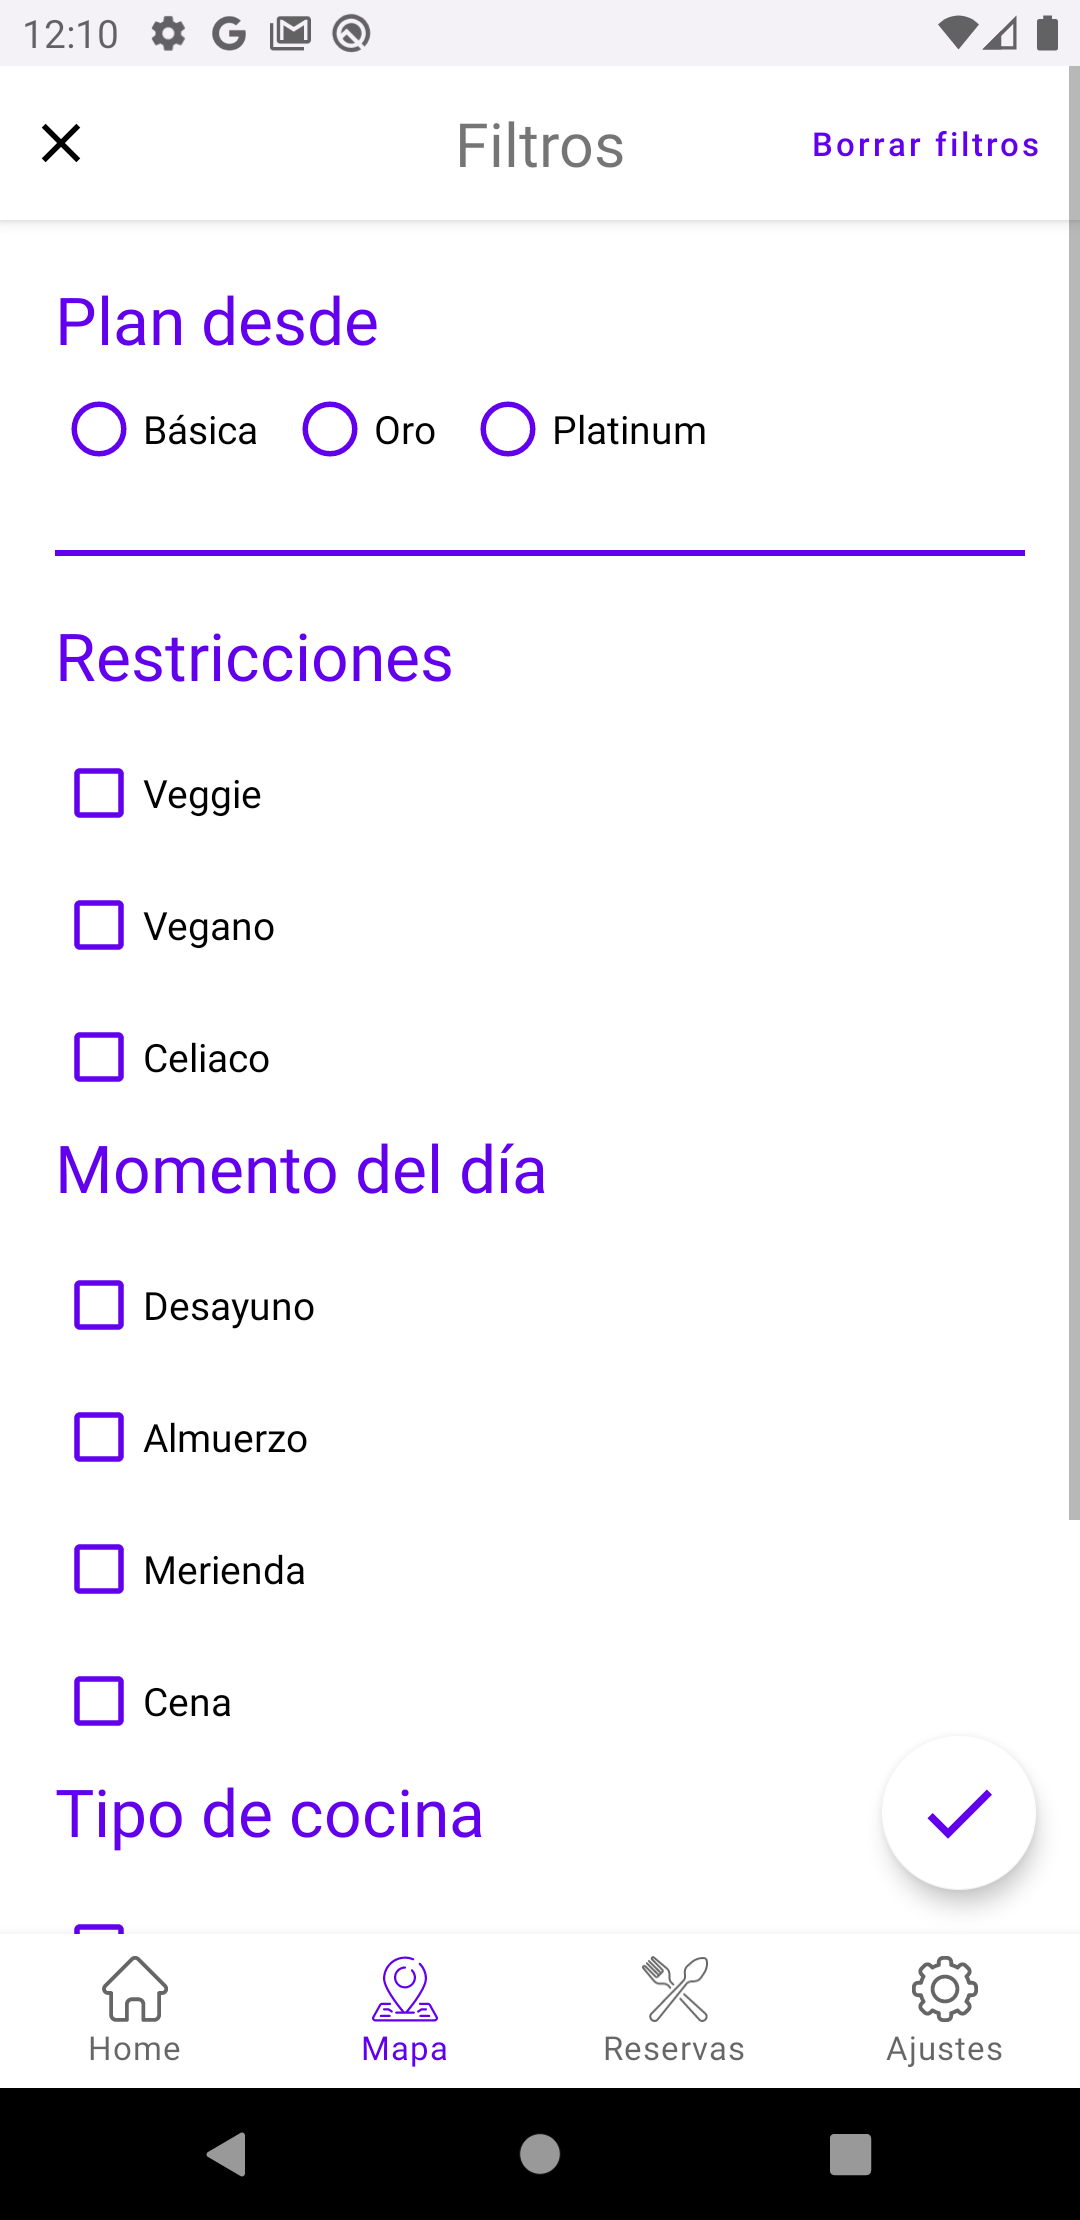 12:10
Filtros
Borrar filtros
Plan desde
Básica Oro Platinum
Restricciones
Veggie
Vegano
Celiaco
Momento del día
Desayuno
Almuerzo
Merienda
Cena
Tipo de cocina
Home Mapa Reservas Ajustes